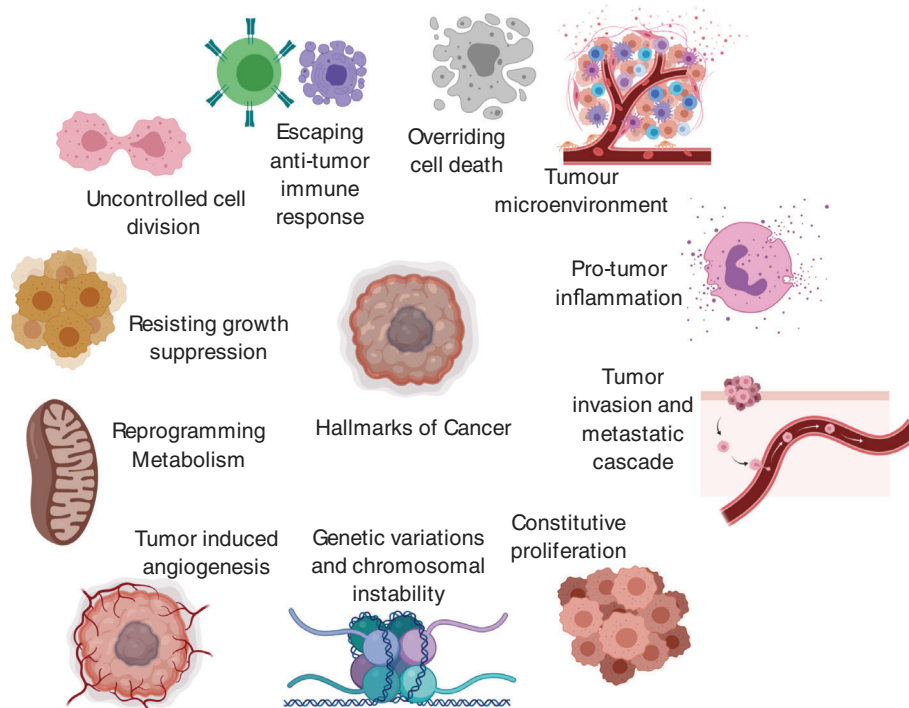 Escaping
anti-tumor
immune
response
Overriding
cell death
Tumour
microenvironment
Uncontrolled cell
division
Pro-tumor
inflammation
Resisting growth
suppression
Tumor
invasion and
metastatic
cascade
Hallmarks of Cancer
Reprogramming
Metabolism
Constitutive
proliferation
Tumor induced
angiogenesis
Genetic variations
and chromosomal
instability